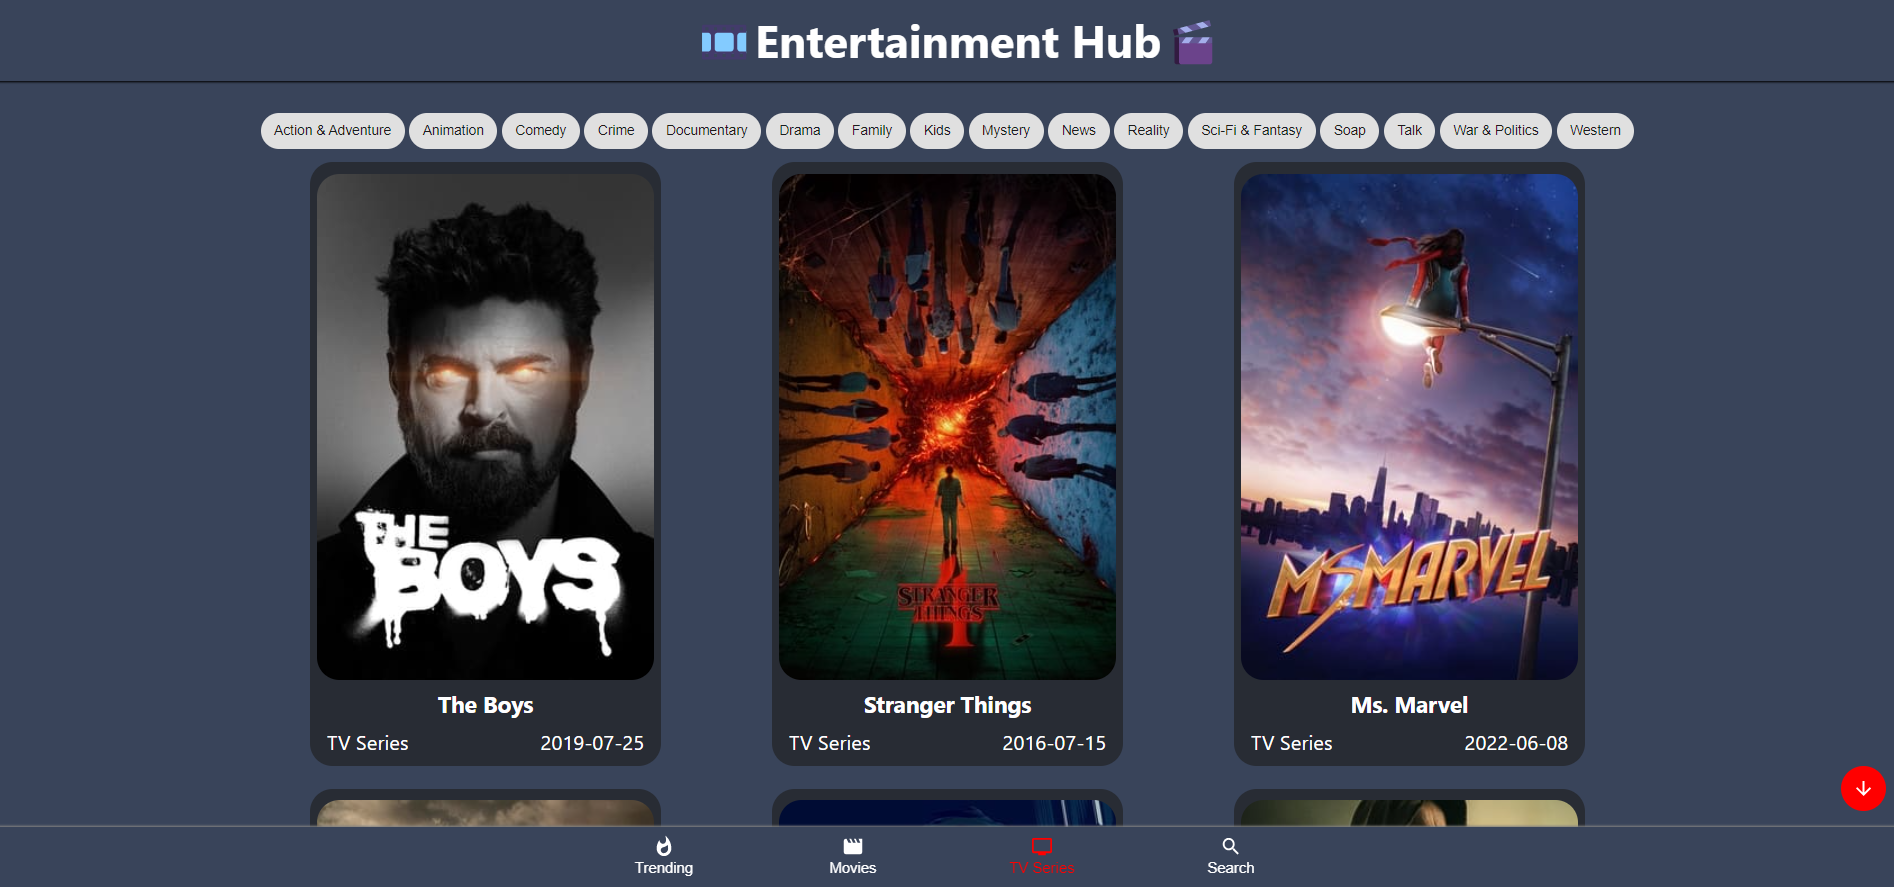 Entertainment Hub
Action & Adventure Animation Comedy Crime Documentary Drama Family Kids Mystery News Reality Sci-Fi & Fantasy Soap Talk War & Politics Western
THE
BOYS
STRANGER
THINGS
4
MS MARVEL
The Boys
TV Series 2019-07-25
Stranger Things
TV Series 2016-07-15
Ms. Marvel
TV Series 2022-06-08
Trending Movies TV Series Search